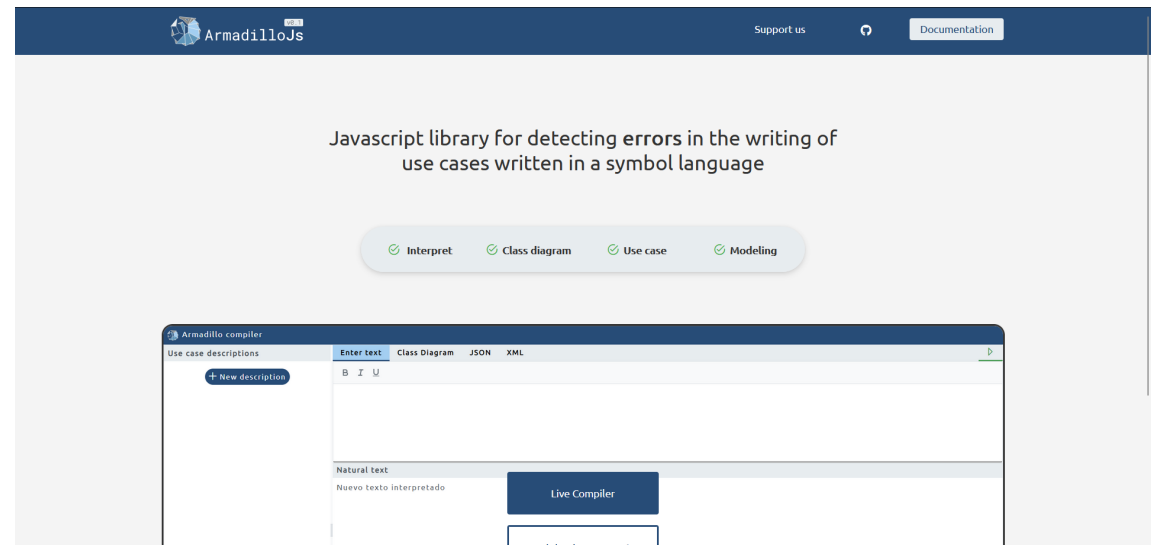 v0.1
ArmadilloJs
Support us
Documentation
Javascript library for detecting errors in the writing of
use cases written in a symbol language
Interpret
Class diagram
Use case
Modeling
Armadillo compiler
Use case descriptions
Enter text
Class Diagram
JSON
XML
+ New description
B I U
Natural text
Nuevo texto interpretado
Live Compiler